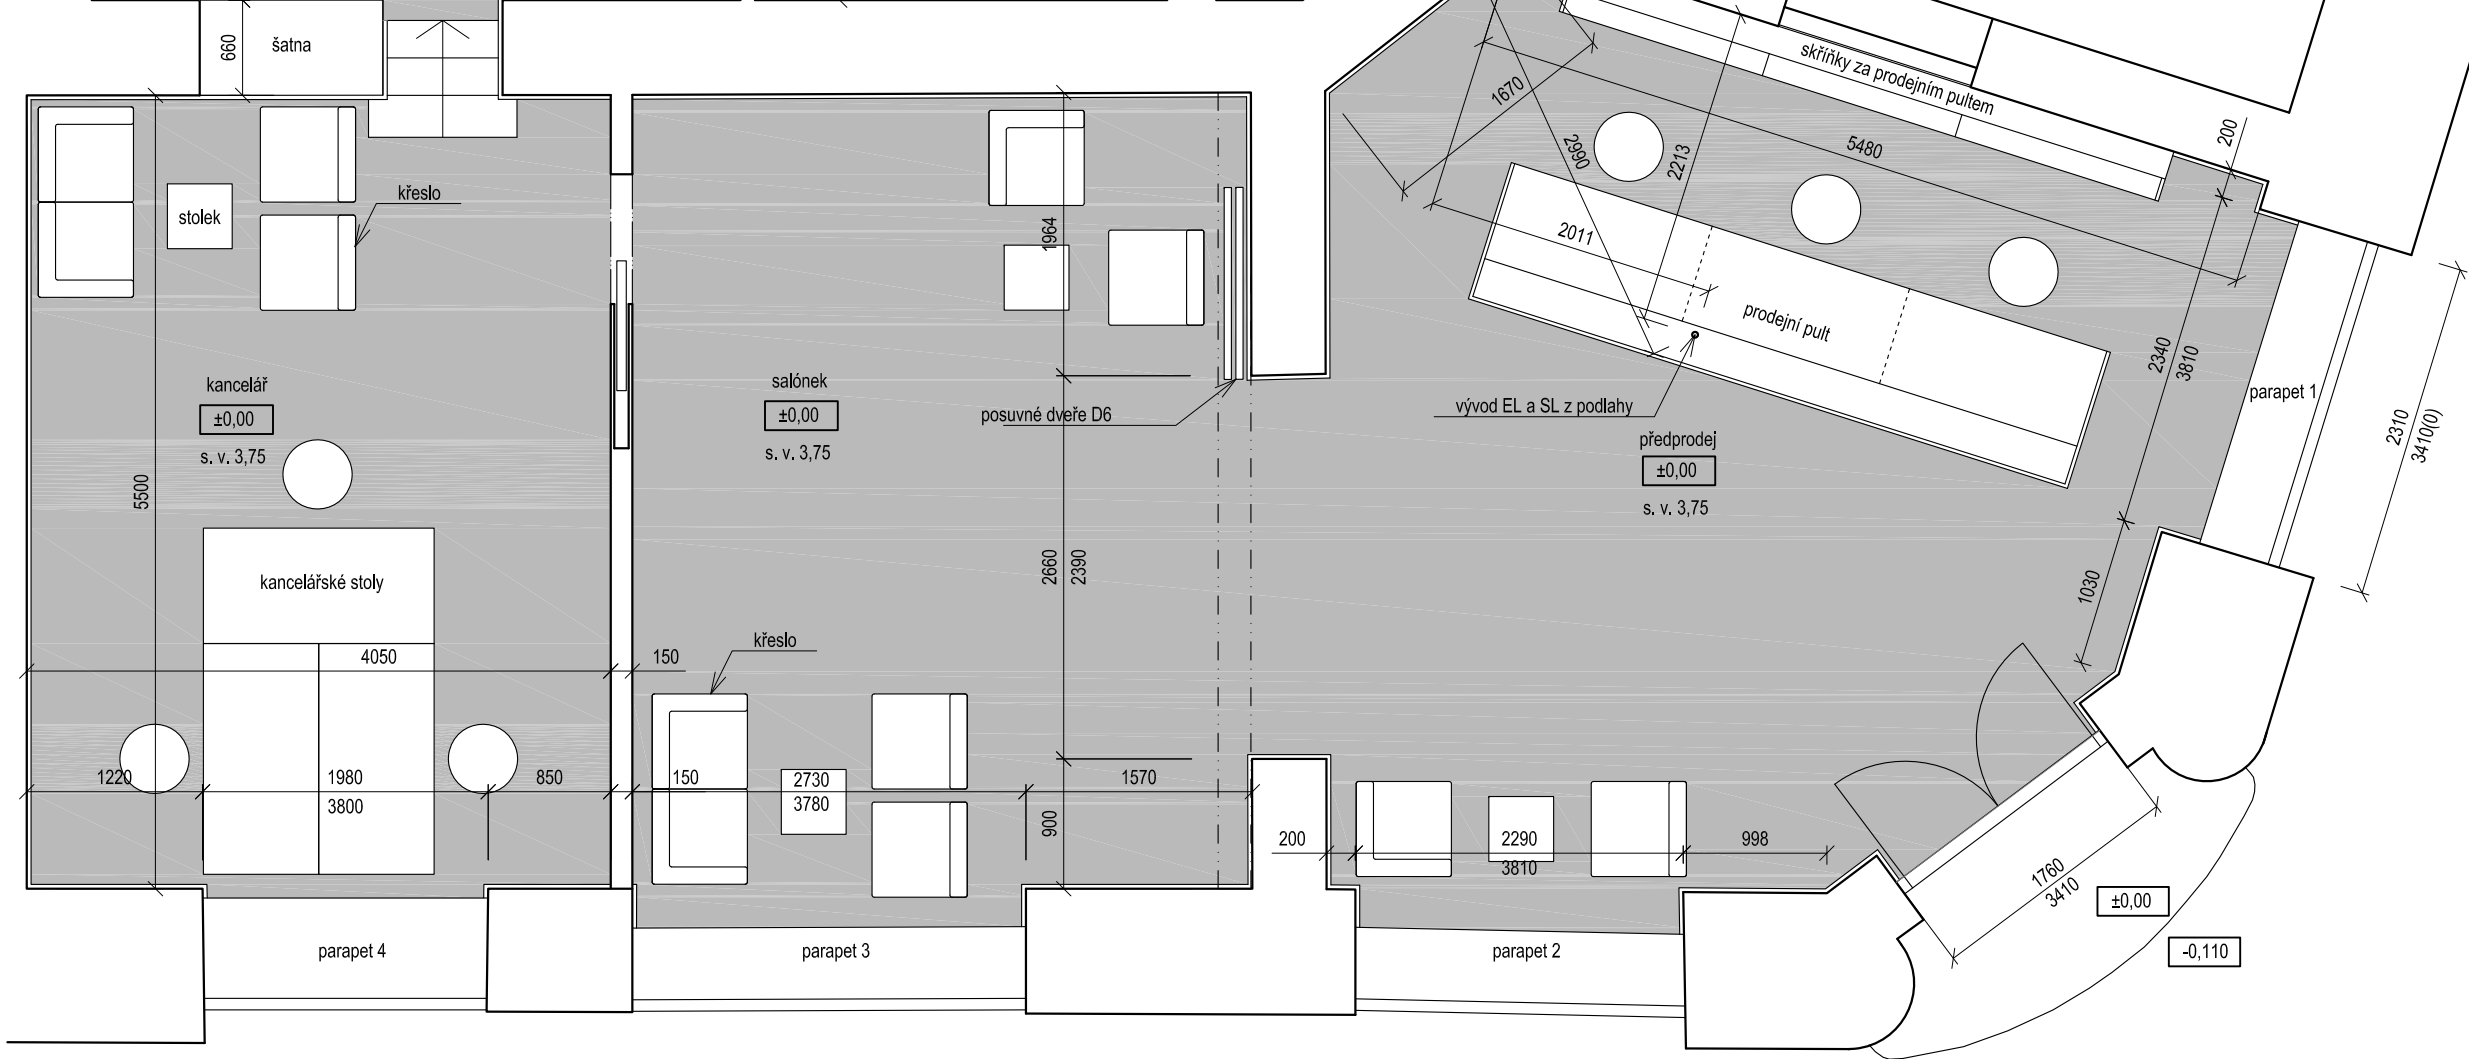 660
šatna
skříňky za prodejním pultem
1670
2990
2213
5480
200
křeslo
stolek
1964
2011
prodejní pult
2340
3810
2310
3410(0)
parapet 1
kancelář
±0,00
s. v. 3,75
salónek
±0,00
s. v. 3,75
posuvné dveře D6
vývod EL a SL z podlahy
předprodej
±0,00
s. v. 3,75
5500
2660
2390
1030
kancelářské stoly
křeslo
4050
150
1220
1980
3800
850
150
2730
3780
1570
900
200
2290
3810
998
1760
3410
±0,00
-0,110
parapet 4
parapet 3
parapet 2